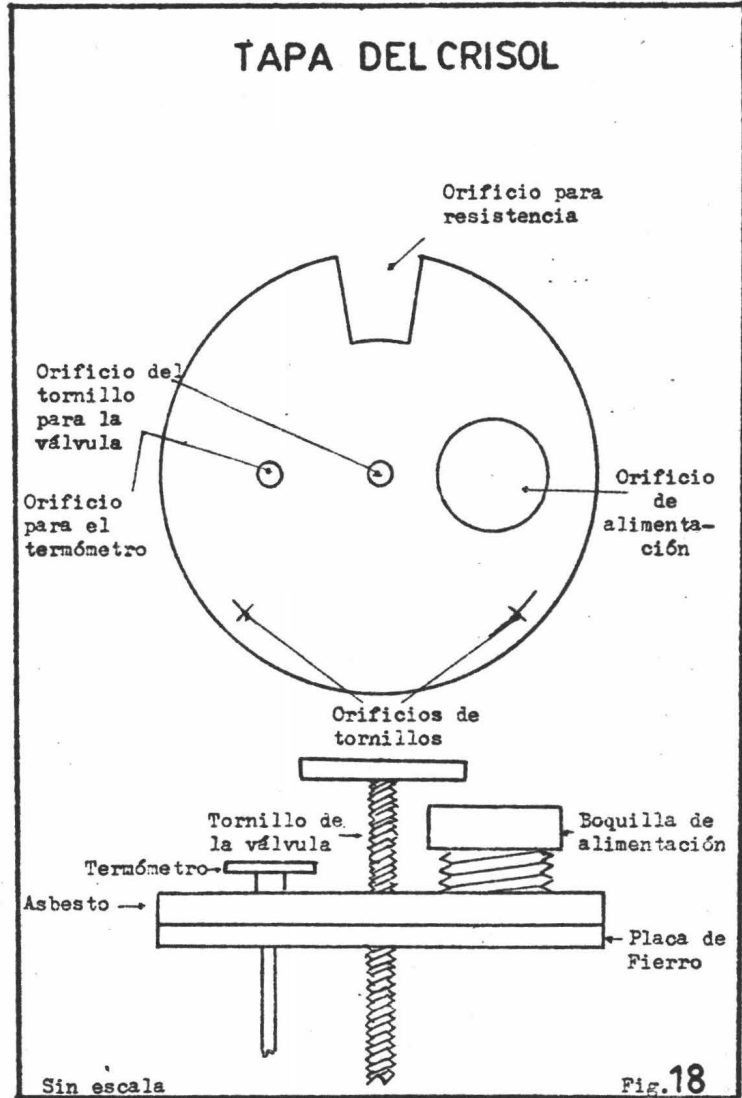 TAPA DEL CRISOL
Orificio para
resistencia
Orificio del
tornillo
para la
válvula
Orificio
para el
termómetro
Orificio
de
alimenta-
ción
Orificios de
tornillos
Tornillo de
la válvula
Boquilla de
alimentación
Termómetro
Asbesto
Placa de
Fierro
Sin escala
Fig.18